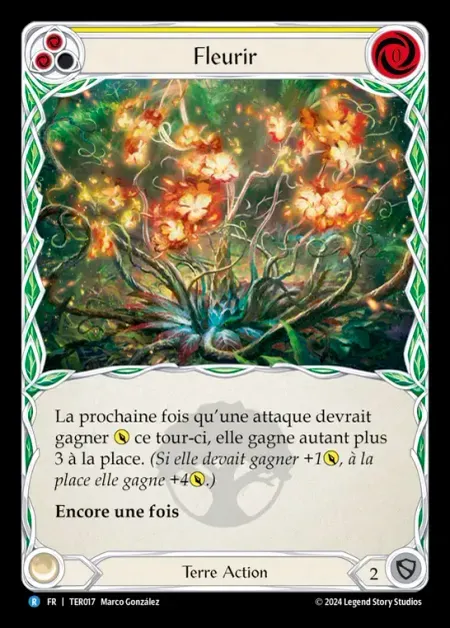 Fleurir
0
La prochaine fois qu'une attaque devrait
gagner ce tour-ci, elle gagne autant plus
3 à la place. (Si elle devait gagner +1, à la
place elle gagne +4.)
Encore une fois
Terre Action
2
R FR | TER017 Marco González
© 2024 Legend Story Studios